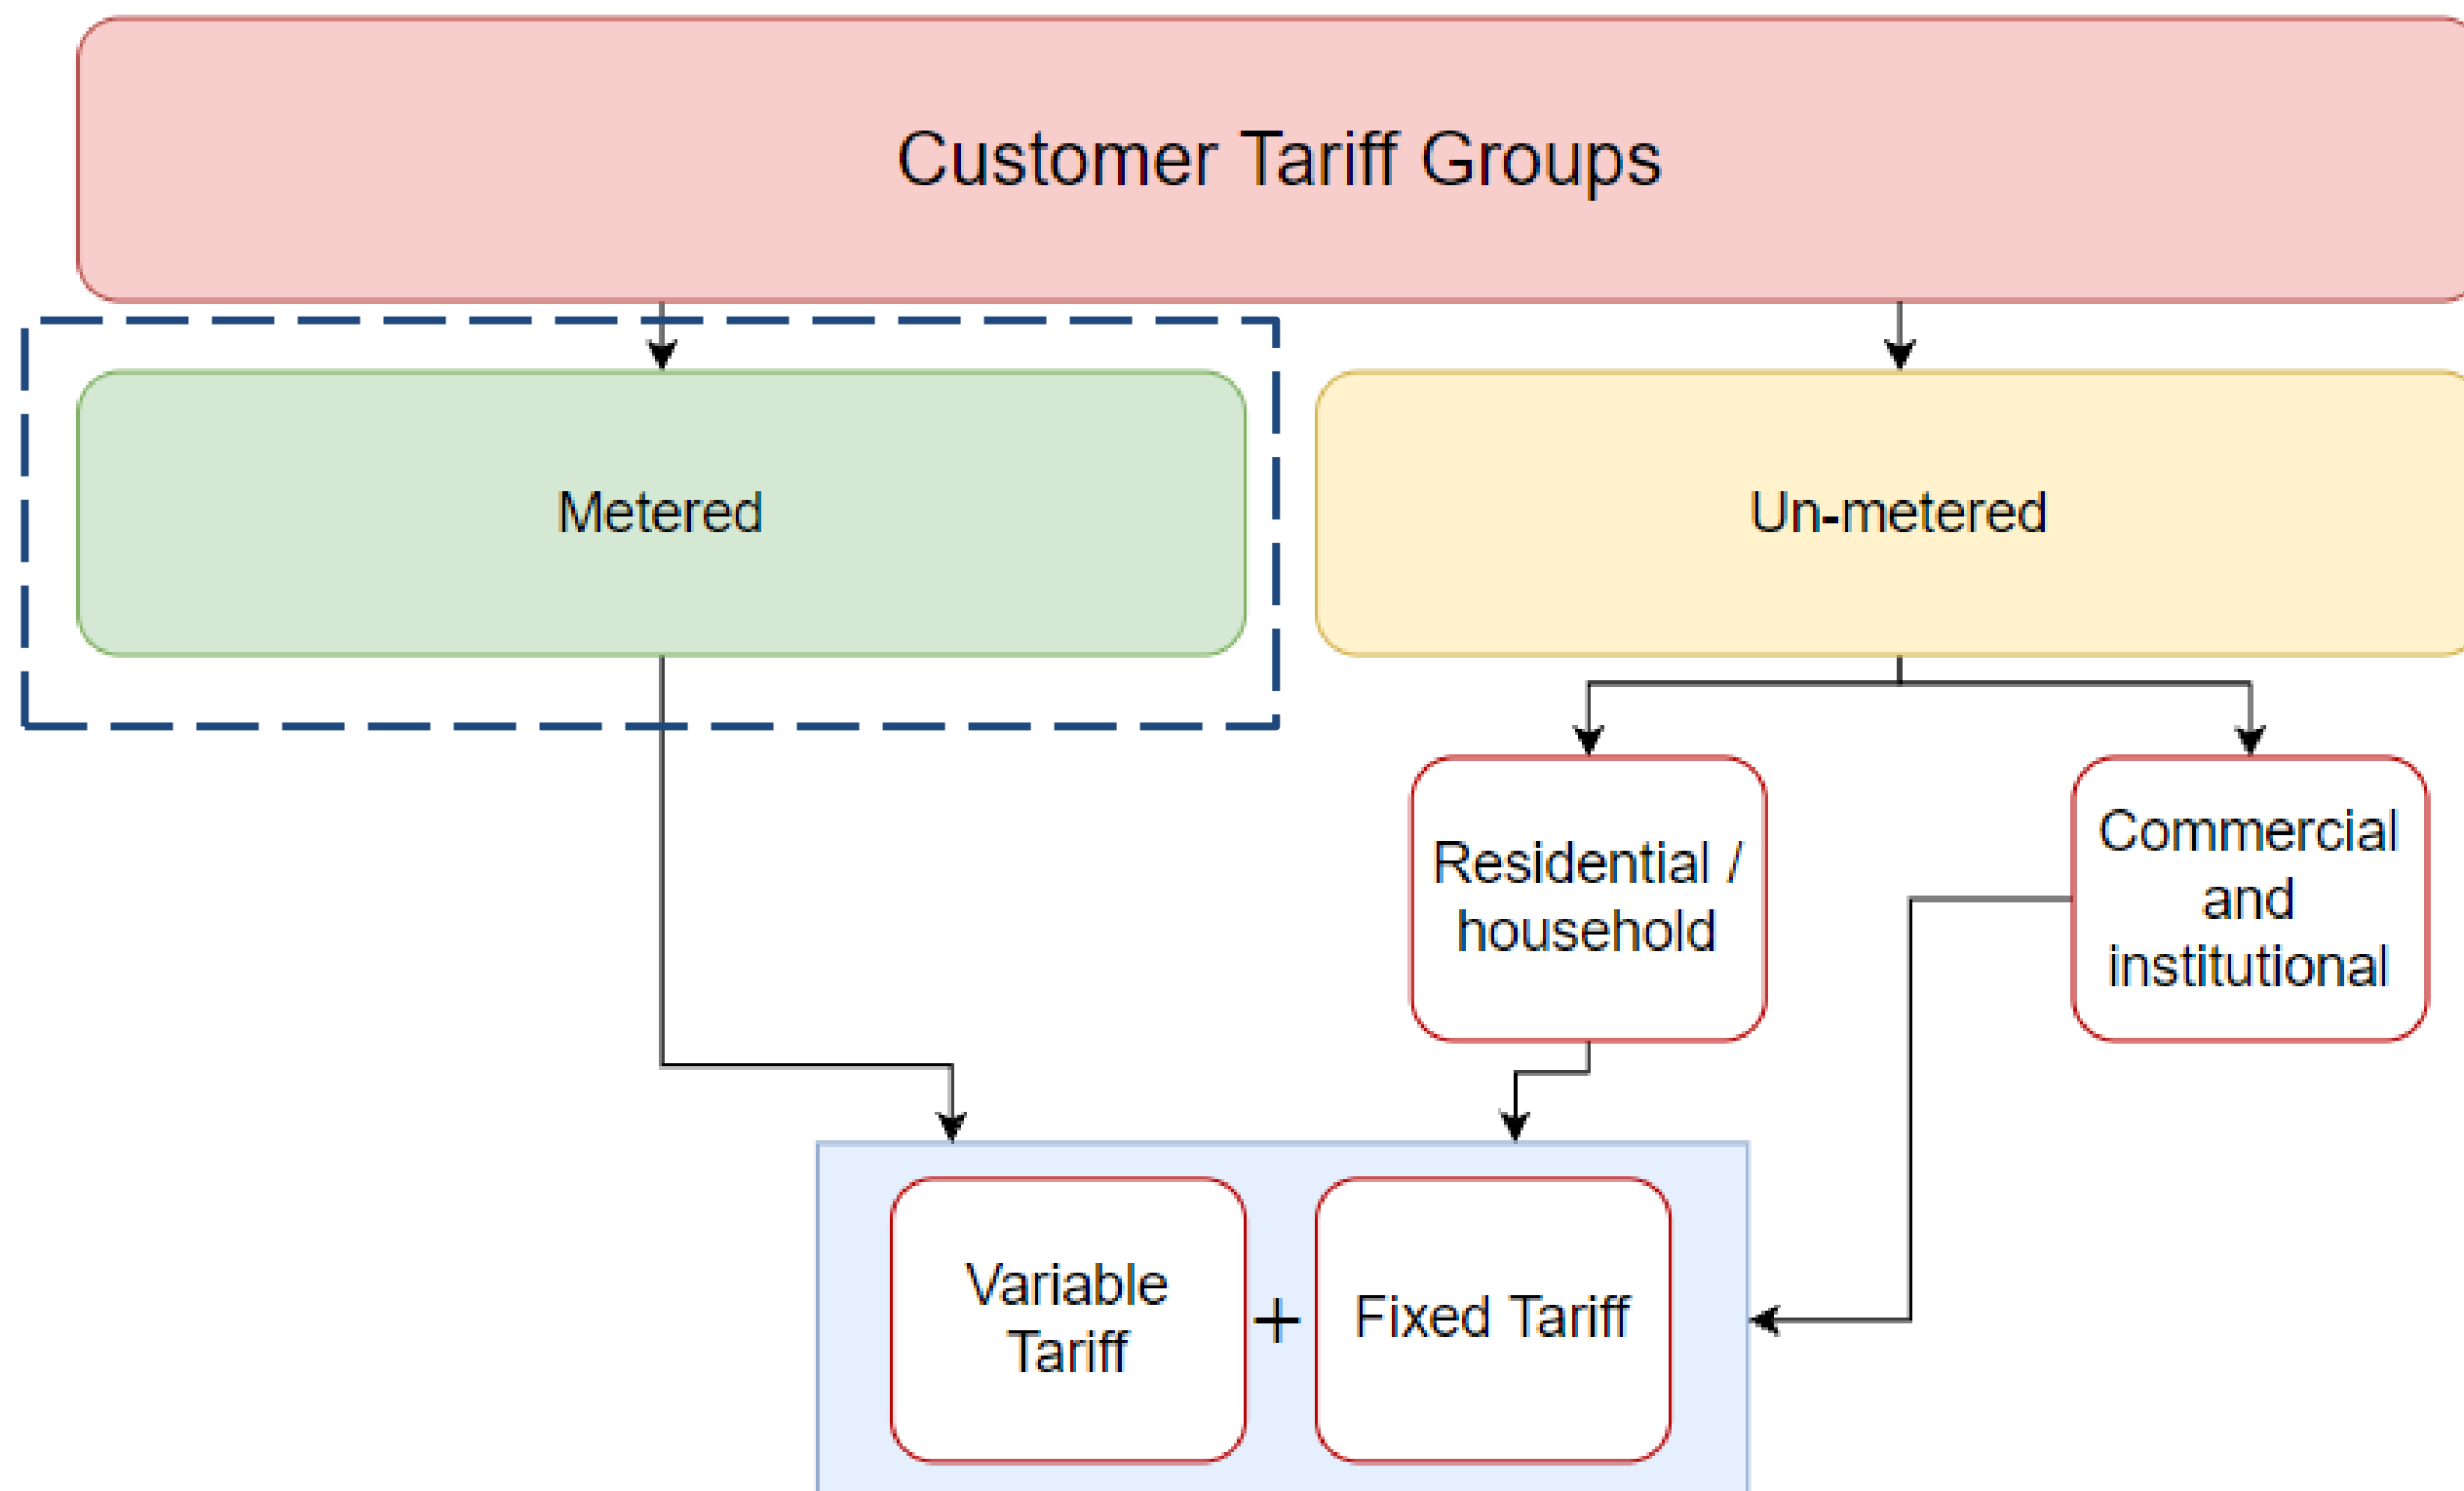 Customer Tariff Groups
Metered
Un-metered
Residential /
household
Commercial
and
institutional
Variable
Tariff
+
Fixed Tariff